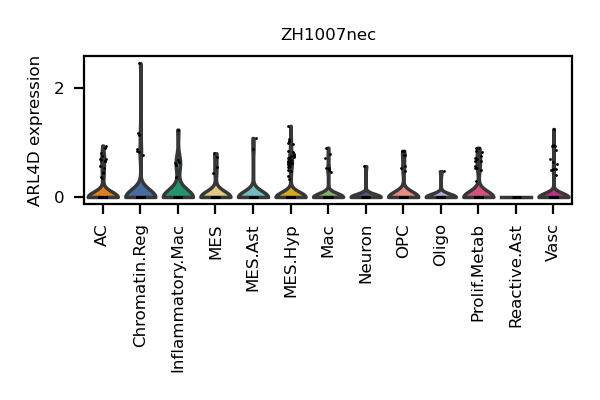 ZH1007nec
ARL4D expression
2
0
AC
Chromatin.Reg
Inflammatory.Mac
MES
MES.Ast
MES.Hyp
Mac
Neuron
OPC
Oligo
Prolif.Metab
Reactive.Ast
Vasc